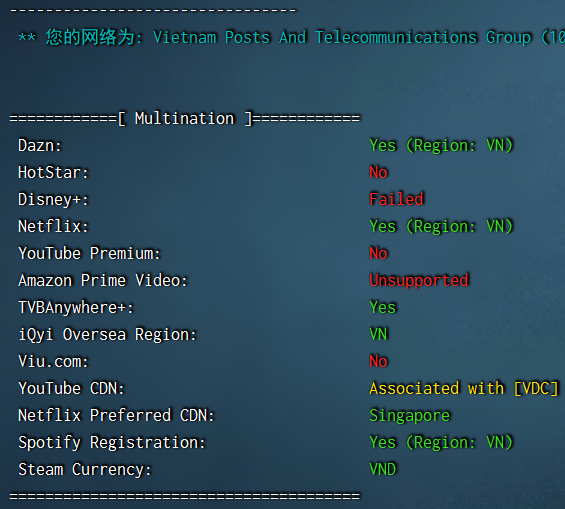 --------------------------------
** 您的网络为: Vietnam Posts And Telecommunications Group (10
============[ Multination ]============
Dazn: Yes (Region: VN)
HotStar: No
Disney+: Failed
Netflix: Yes (Region: VN)
YouTube Premium: No
Amazon Prime Video: Unsupported
TVBAnywhere+: Yes
iQyi Oversea Region: VN
Viu.com: No
YouTube CDN: Associated with [VDC]
Netflix Preferred CDN: Singapore
Spotify Registration: Yes (Region: VN)
Steam Currency: VND
=======================================